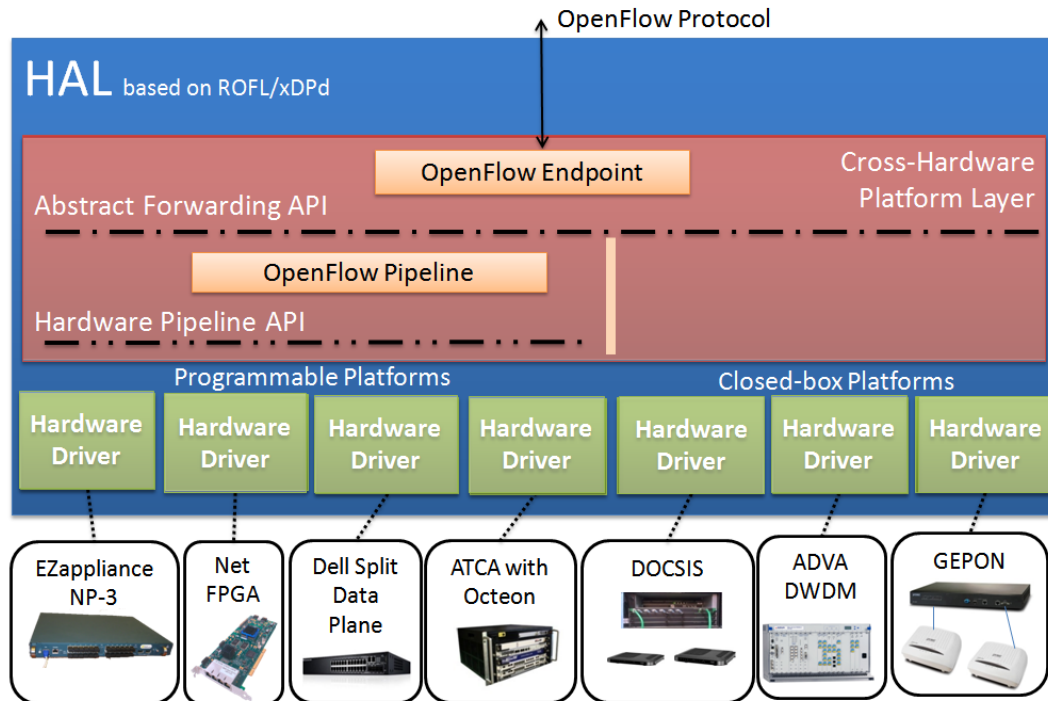 OpenFlow Protocol
HAL based on ROFL/xDPd
OpenFlow Endpoint
Cross-Hardware
Platform Layer
Abstract Forwarding API
OpenFlow Pipeline
Hardware Pipeline API
Programmable Platforms
Closed-box Platforms
Hardware
Driver
Hardware
Driver
Hardware
Driver
Hardware
Driver
Hardware
Driver
Hardware
Driver
Hardware
Driver
EZappliance
NP-3
Net
FPGA
Dell Split
Data
Plane
ATCA with
Octeon
DOCSIS
ADVA
DWDM
GEPON